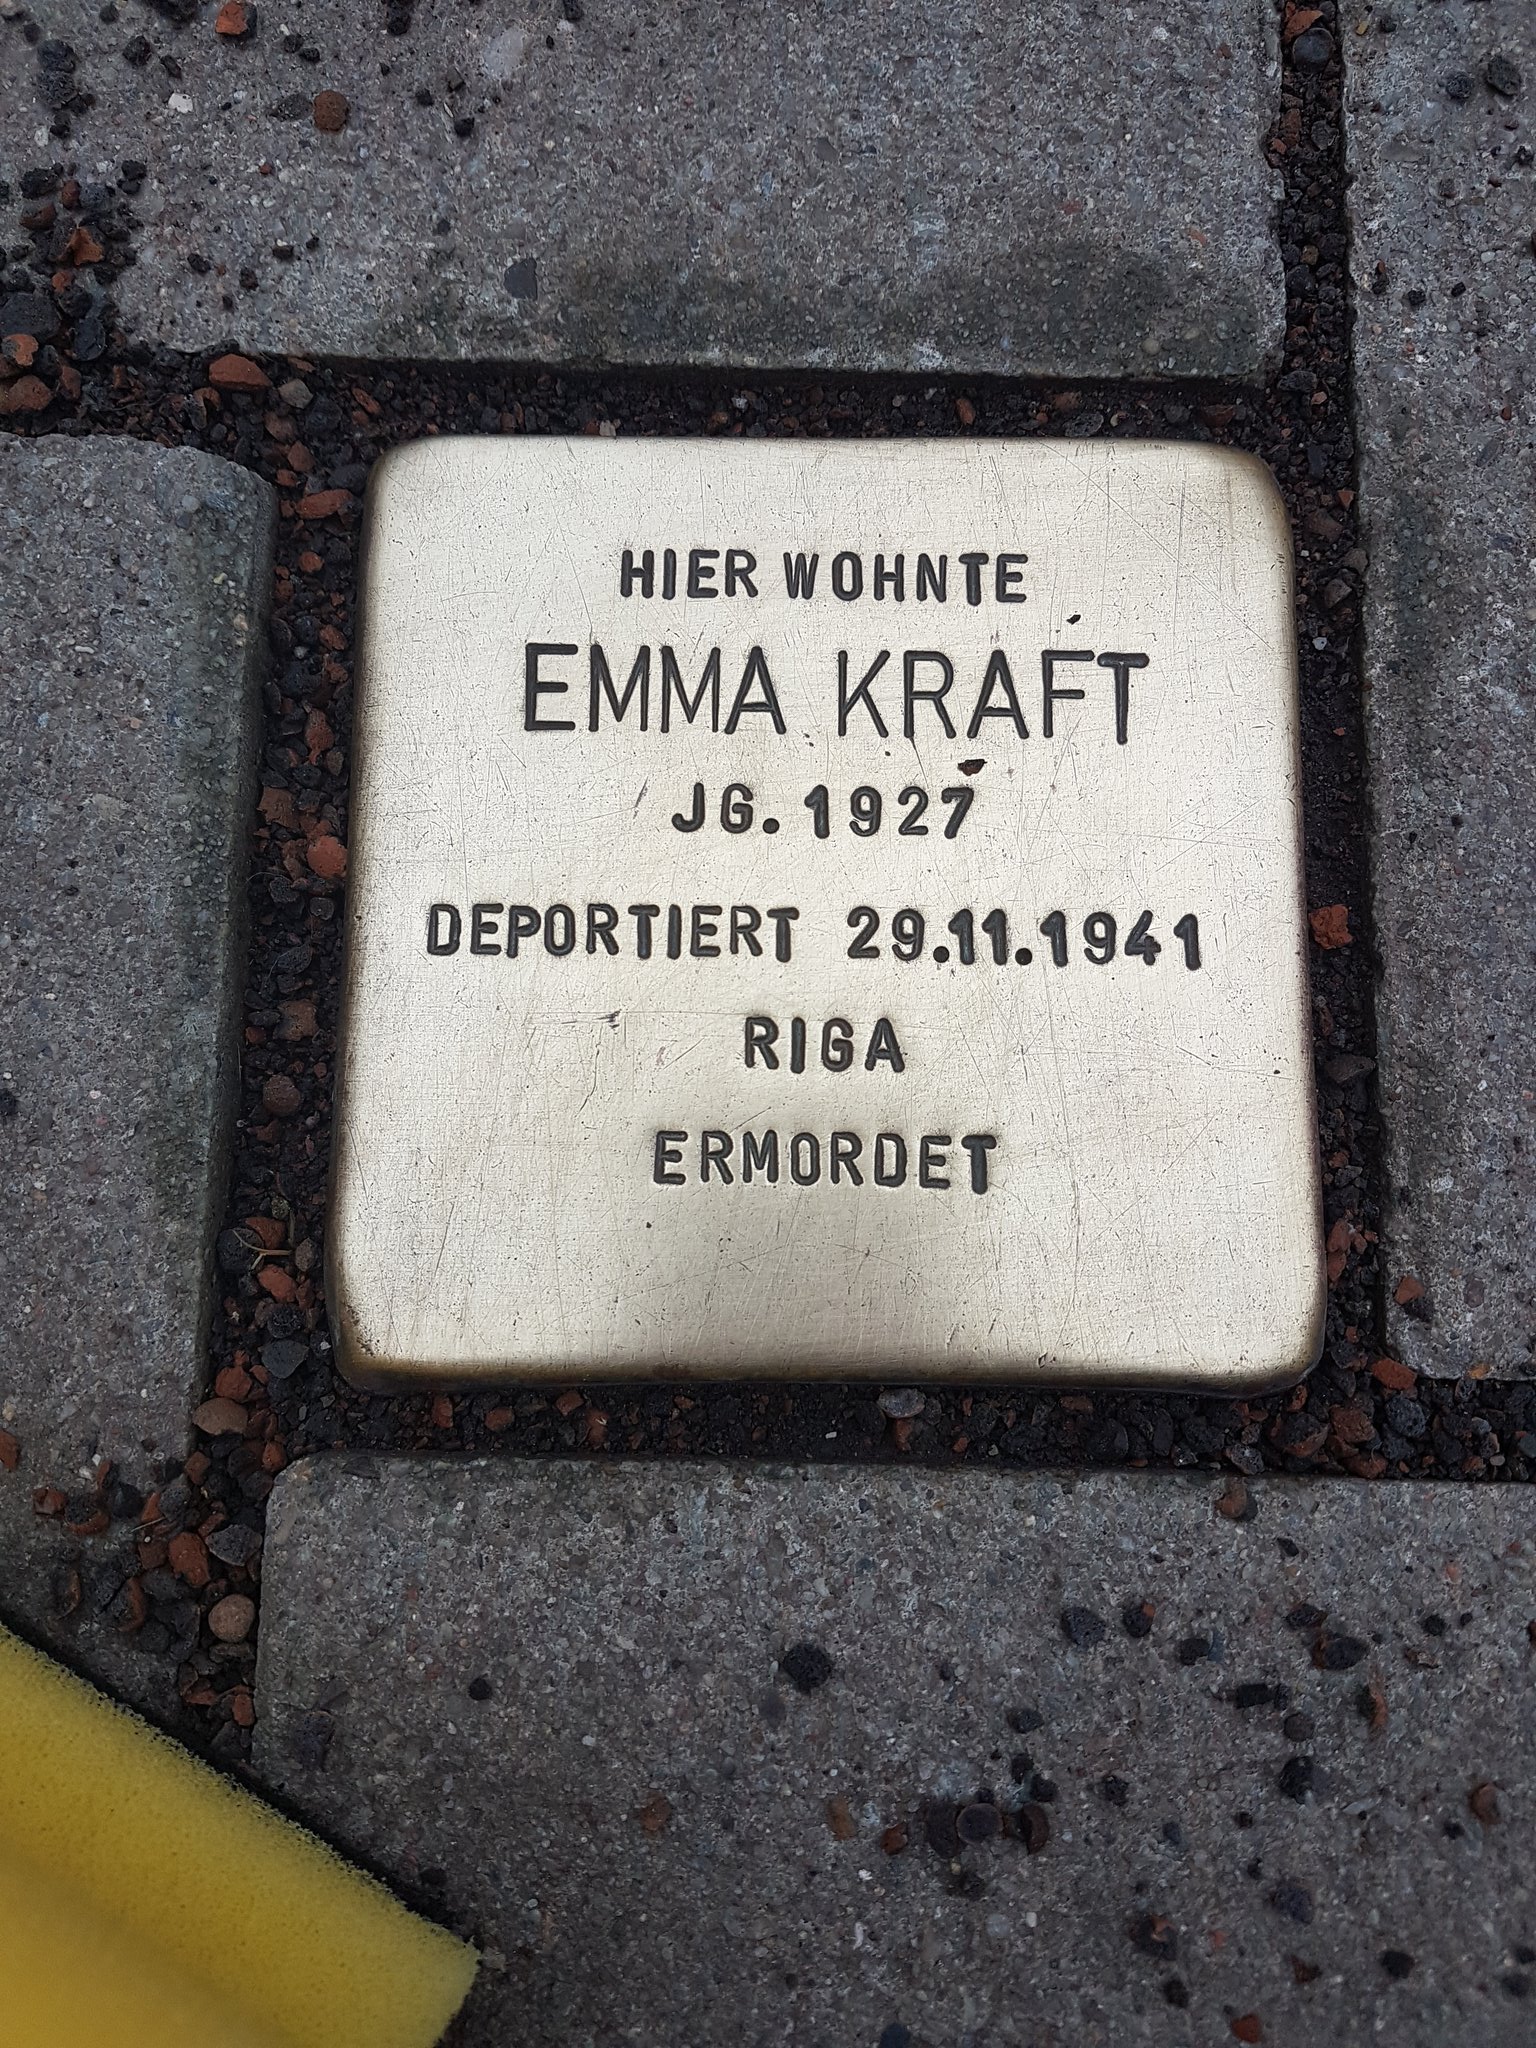 HIER WOHNTE
EMMA KRAFT
JG. 1927
DEPORTIERT 29.11.1941
RIGA
ERMORDET